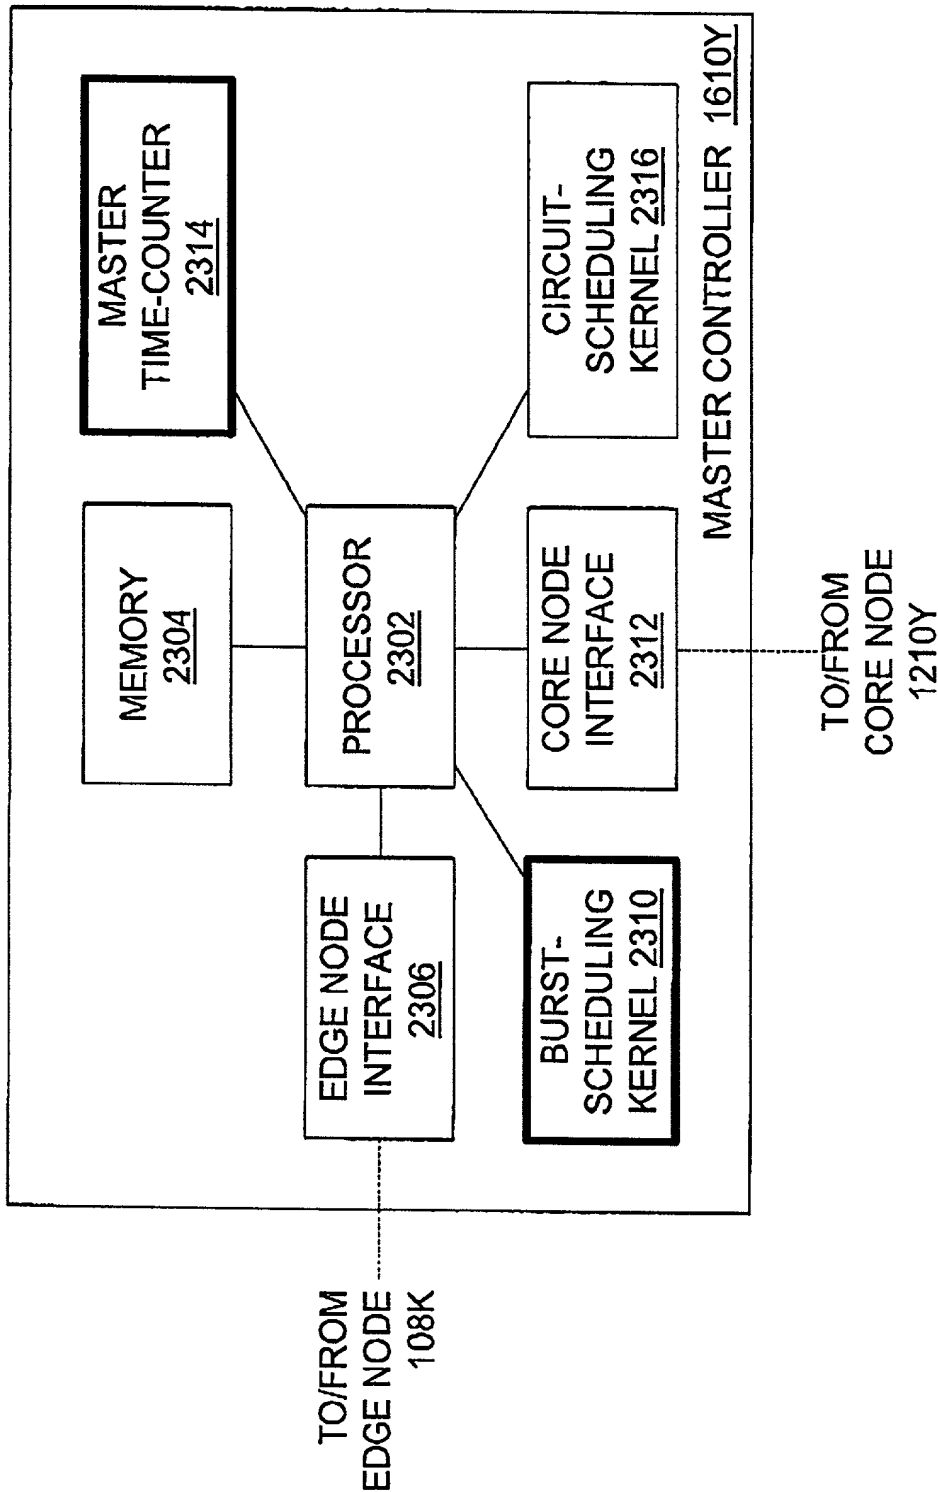 MASTER
TIME-COUNTER
2314
MEMORY
2304
PROCESSOR
2302
EDGE NODE
INTERFACE
2306
TO/FROM
EDGE NODE
108K
CIRCUIT-
SCHEDULING
KERNEL 2316
CORE NODE
INTERFACE
2312
BURST-
SCHEDULING
KERNEL 2310
MASTER CONTROLLER 1610Y
TO/FROM
CORE NODE
1210Y